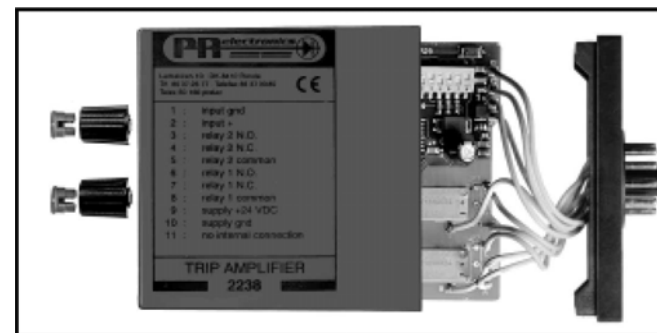 PR electronics
CE
1 : input gnd
2 : input +
3 : relay 2 N.O.
4 : relay 2 N.C.
5 : relay 2 common
6 : relay 1 N.O.
7 : relay 1 N.C.
8 : relay 1 common
9 : supply +24 VDC
10 : supply gnd
11 : no internal connection
TRIP AMPLIFIER
2238